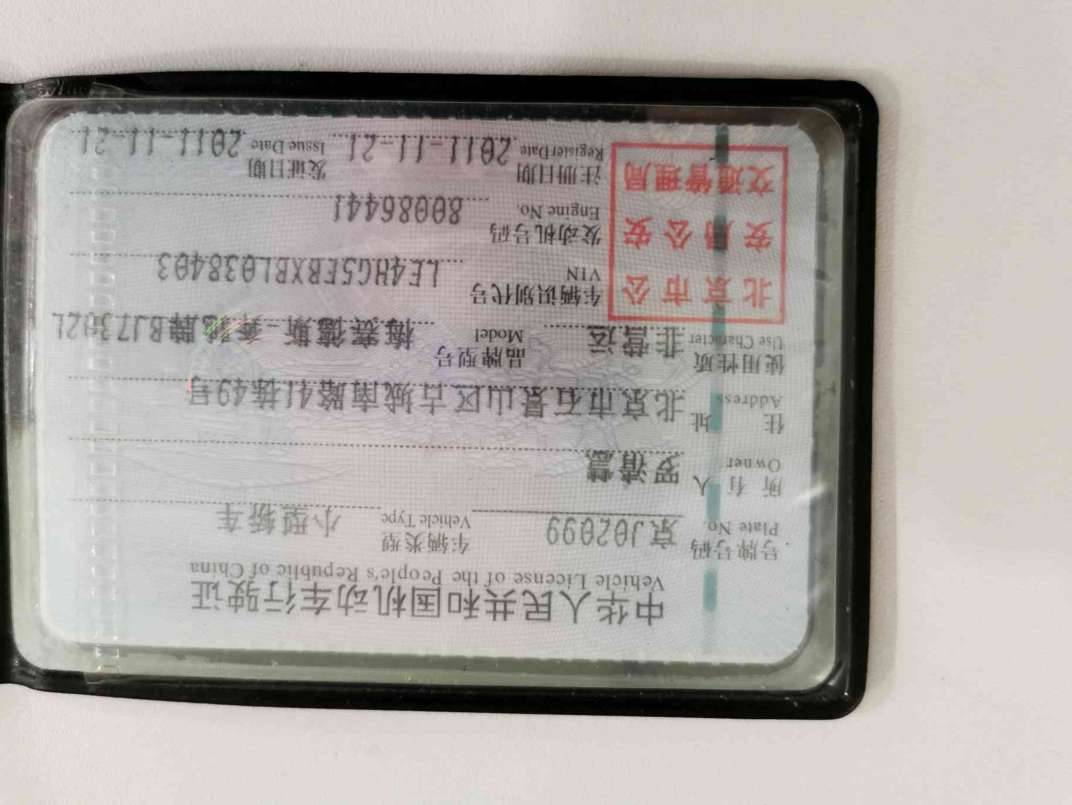 中华人民共和国机动车行驶证
Vehicle License of the People's Republic of China
号牌号码 京J02099 车辆类型 小型轿车
Plate No. Vehicle Type
所有人 罗
Owner
住址 北京市石景山区古城南路41栋49号
Address
使用性质 非营运 品牌型号 梅赛德斯-奔驰牌BJ7302L
Use Character Model
北京市公
安局公安
交通管理局
车辆识别代号 LE4HG5EBXBL038403
VIN
发动机号码 80086441
Engine No.
注册日期 2011-11-21 发证日期 2011-11-21
Register Date Issue Date